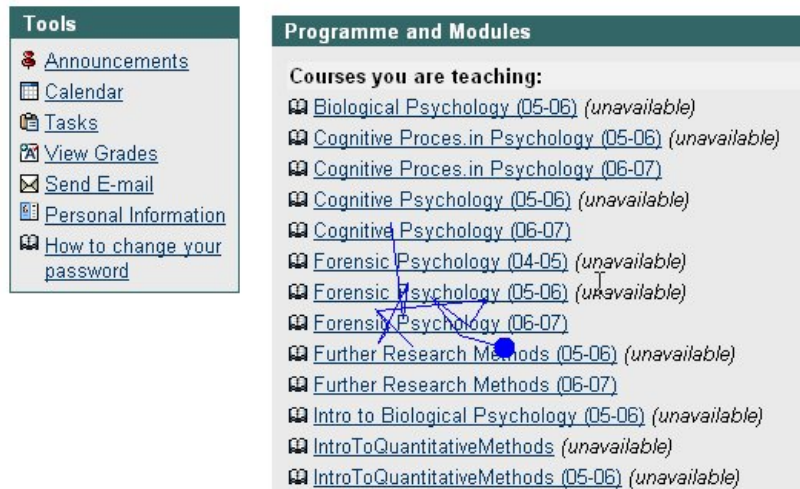 Tools
Announcements
Calendar
Tasks
View Grades
Send E-mail
Personal Information
How to change your
password
Programme and Modules
Courses you are teaching:
Biological Psychology (05-06) (unavailable)
Cognitive Proces.in Psychology (05-06) (unavailable)
Cognitive Proces.in Psychology (06-07)
Cognitive Psychology (05-06) (unavailable)
Cognitive Psychology (06-07)
Forensic Psychology (04-05) (unavailable)
Forensic Psychology (05-06) (unavailable)
Forensic Psychology (06-07)
Further Research Methods (05-06) (unavailable)
Further Research Methods (06-07)
Intro to Biological Psychology (05-06) (unavailable)
IntroToQuantitativeMethods (unavailable)
IntroToQuantitativeMethods (05-06) (unavailable)